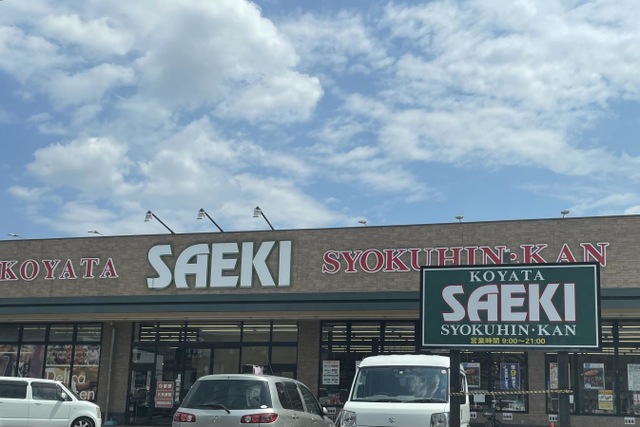 KOYATA
SAEKI
SYOKUHIN·KAN
KOYATA
SAEKI
SYOKUHIN·KAN
営業時間 9:00〜21:00